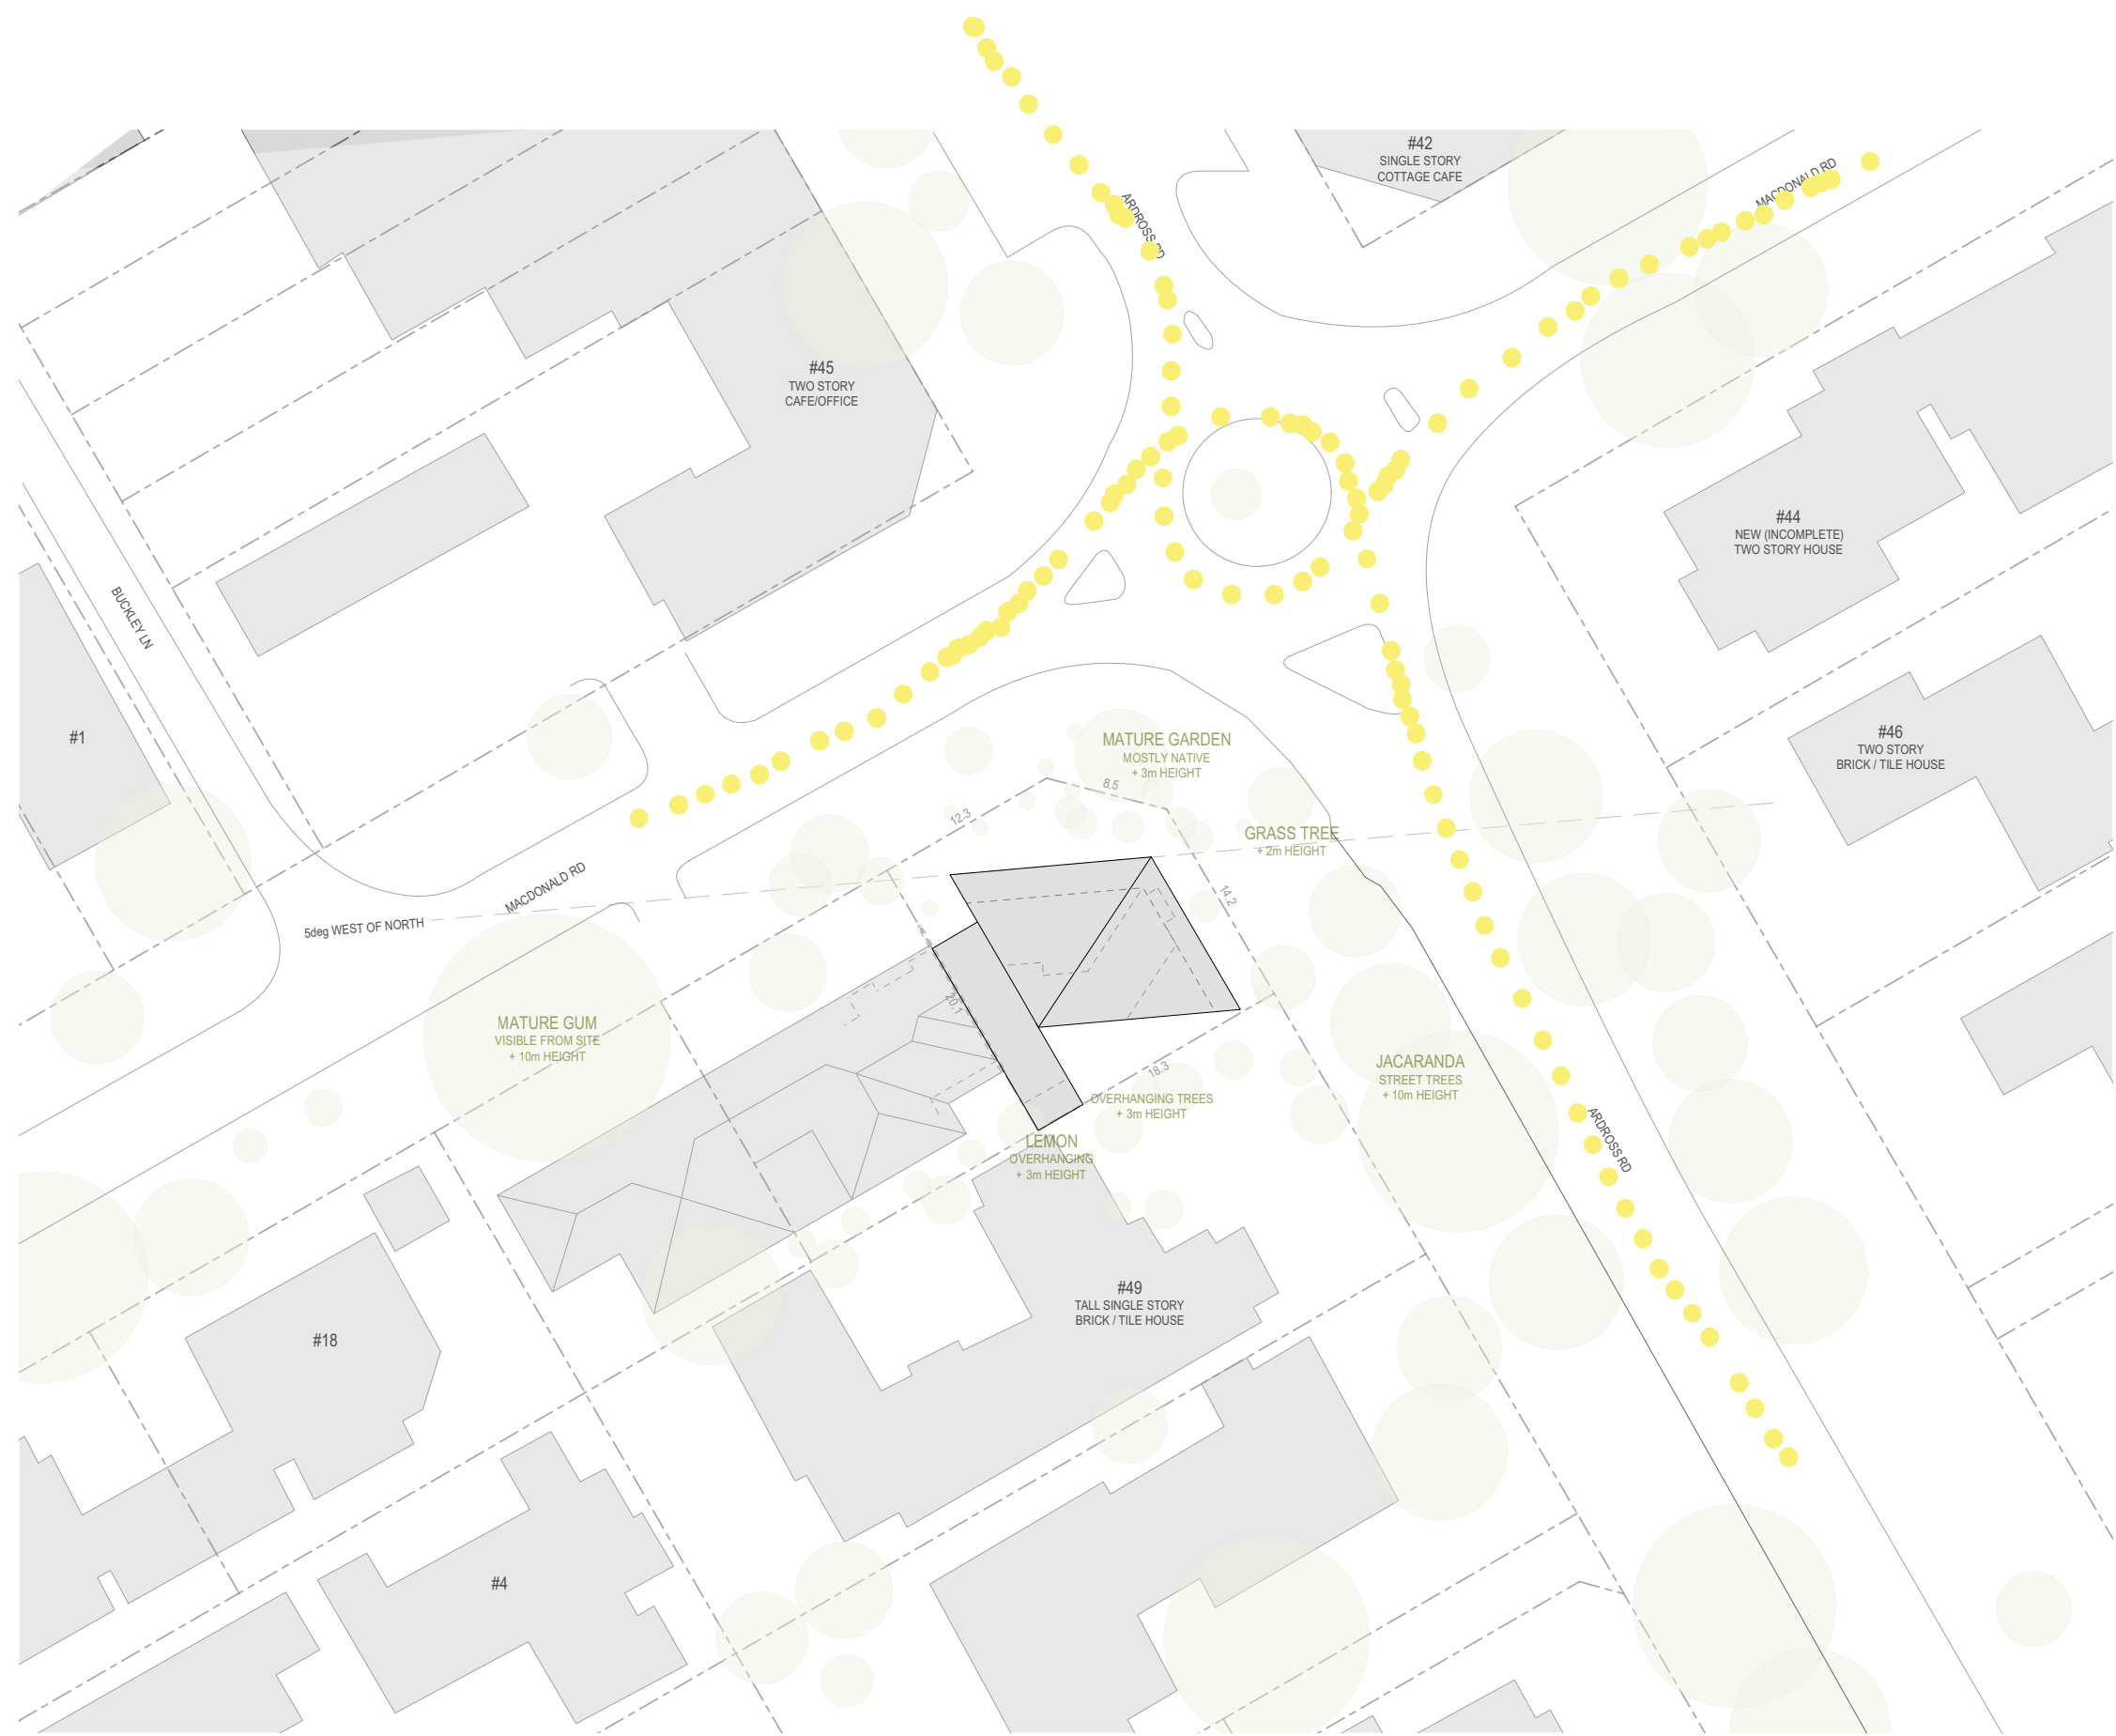 #42
SINGLE STORY
COTTAGE CAFE
MACDONALD RD
ARDROSS RD
#45
TWO STORY
CAFE/OFFICE
#44
NEW (INCOMPLETE)
TWO STORY HOUSE
BUCKLEY LN
#1
MATURE GARDEN
MOSTLY NATIVE
+ 3m HEIGHT
8.5
12.3
#46
TWO STORY
BRICK / TILE HOUSE
GRASS TREE
+ 2m HEIGHT
MACDONALD RD
5deg WEST OF NORTH
14.2
20.1
MATURE GUM
VISIBLE FROM SITE
+ 10m HEIGHT
18.3
JACARANDA
STREET TREES
+ 10m HEIGHT
OVERHANGING TREES
+ 3m HEIGHT
ARDROSS RD
LEMON
OVERHANGING
+ 3m HEIGHT
#49
TALL SINGLE STORY
BRICK / TILE HOUSE
#18
#4